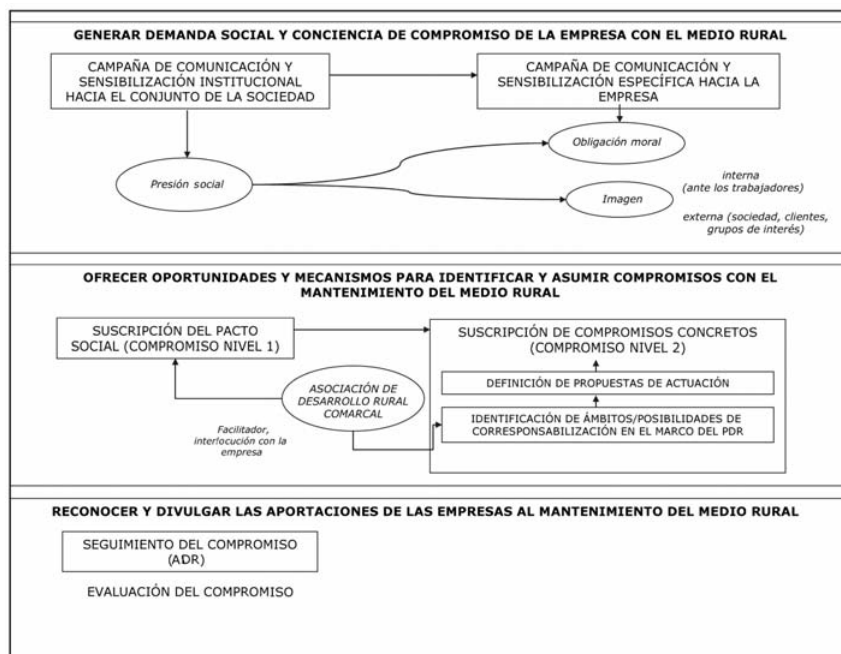 GENERAR DEMANDA SOCIAL Y CONCIENCIA DE COMPROMISO DE LA EMPRESA CON EL MEDIO RURAL
CAMPAÑA DE COMUNICACIÓN Y
SENSIBILIZACIÓN INSTITUCIONAL
HACIA EL CONJUNTO DE LA SOCIEDAD
CAMPAÑA DE COMUNICACIÓN Y
SENSIBILIZACIÓN ESPECÍFICA HACIA LA
EMPRESA
Obligación moral
Presión social
Imagen
interna
(ante los trabajadores)
externa (sociedad, clientes,
grupos de interés)
OFRECER OPORTUNIDADES Y MECANISMOS PARA IDENTIFICAR Y ASUMIR COMPROMISOS CON EL
MANTENIMIENTO DEL MEDIO RURAL
SUSCRIPCIÓN DEL PACTO
SOCIAL (COMPROMISO NIVEL 1)
SUSCRIPCIÓN DE COMPROMISOS CONCRETOS
(COMPROMISO NIVEL 2)
DEFINICIÓN DE PROPUESTAS DE ACTUACIÓN
ASOCIACIÓN DE
DESARROLLO RURAL
COMARCAL
IDENTIFICACIÓN DE ÁMBITOS/POSIBILIDADES DE
CORRESPONSABILIZACIÓN EN EL MARCO DEL PDR
Facilitador,
interlocución con la
empresa
RECONOCER Y DIVULGAR LAS APORTACIONES DE LAS EMPRESAS AL MANTENIMIENTO DEL MEDIO RURAL
SEGUIMIENTO DEL COMPROMISO
(ADR)
EVALUACIÓN DEL COMPROMISO